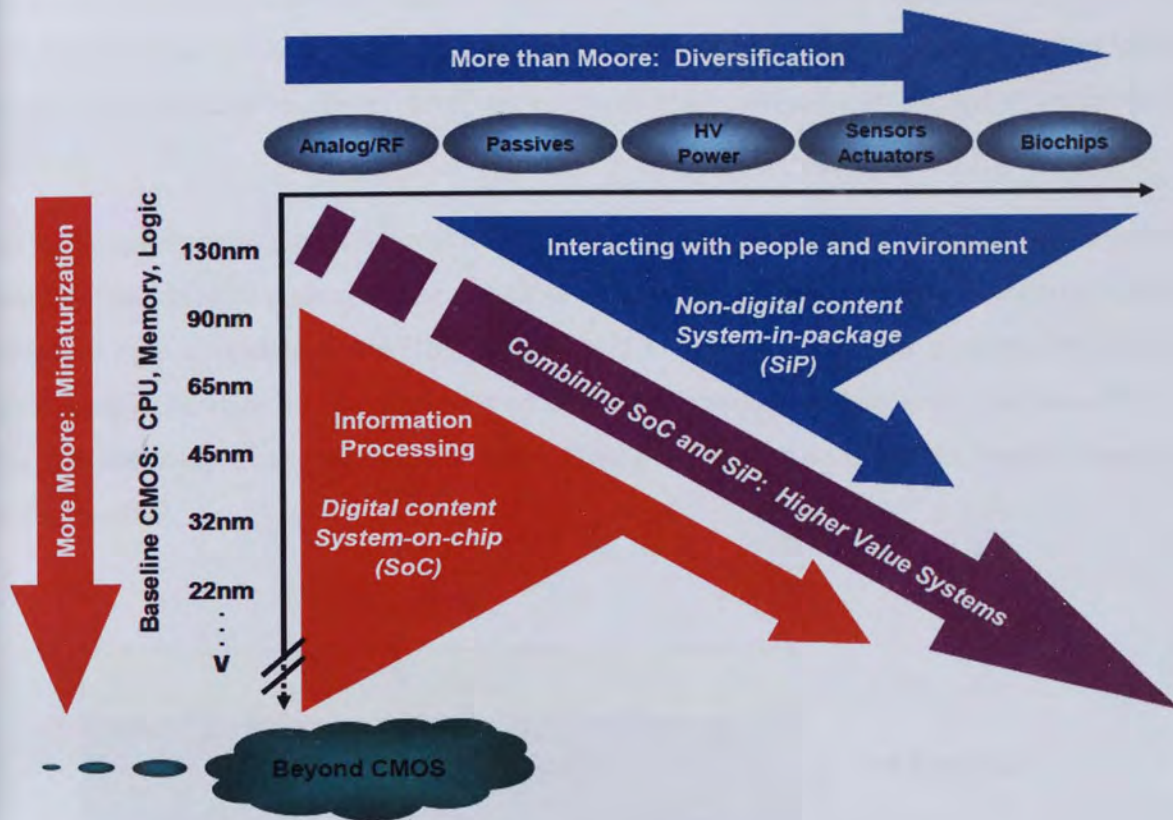 More than Moore: Diversification
Analog/RF
Passives
HV
Power
Sensors
Actuators
Biochips
More Moore: Miniaturization
Baseline CMOS: CPU, Memory, Logic
130nm
90nm
65nm
45nm
32nm
22nm
V
Interacting with people and environment
Non-digital content
System-in-package
(SiP)
Combining SoC and SiP: Higher Value Systems
Information
Processing
Digital content
System-on-chip
(SoC)
Beyond CMOS